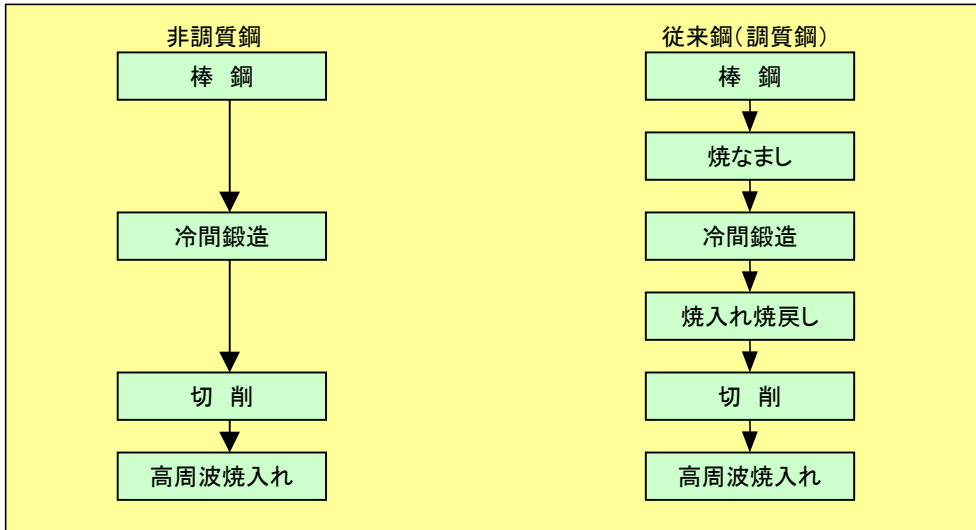 非調質鋼
棒 鋼
冷間鍛造
切 削
高周波焼入れ
従来鋼(調質鋼)
棒 鋼
焼なまし
冷間鍛造
焼入れ焼戻し
切 削
高周波焼入れ